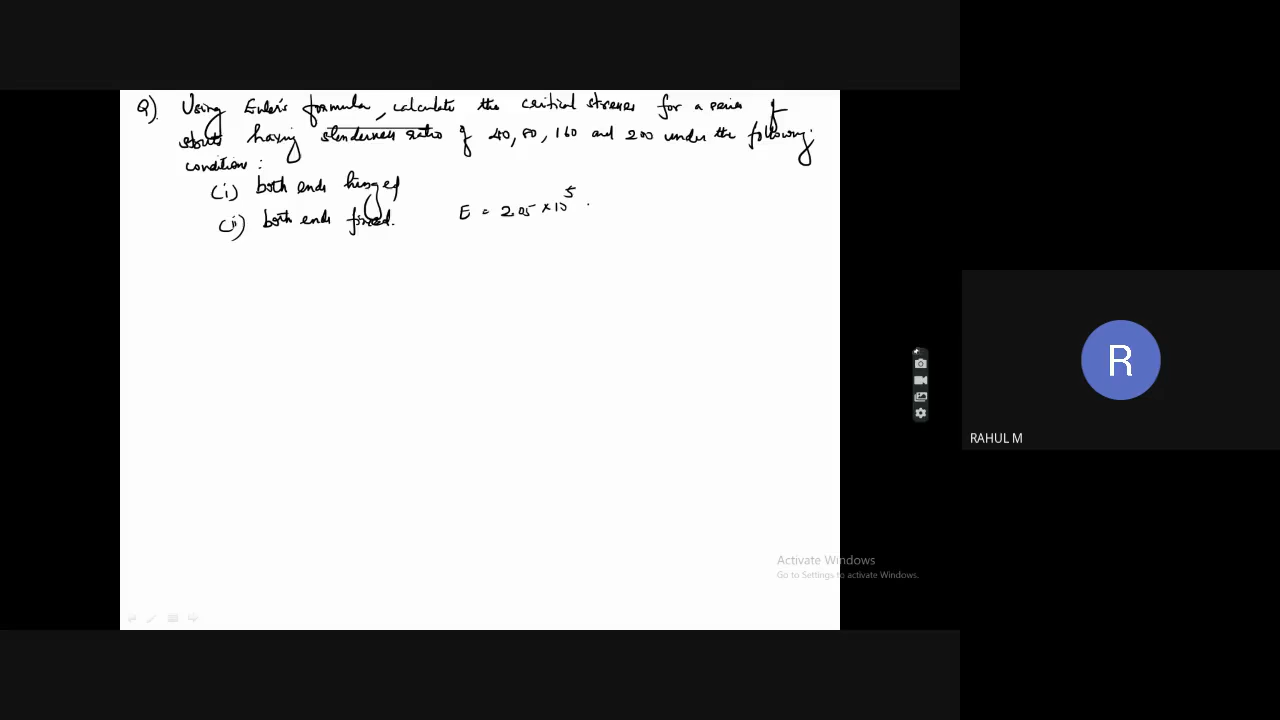 Q). Using Euler's formula, calculate the critical stresses for a series of
struts having slenderness ratio of 40, 80, 160 and 200 under the following
condition :
(i) both ends hinged
(ii) both ends fixed.
E = 2.05 × 10^5
R
RAHUL M
Activate Windows
Go to Settings to activate Windows.